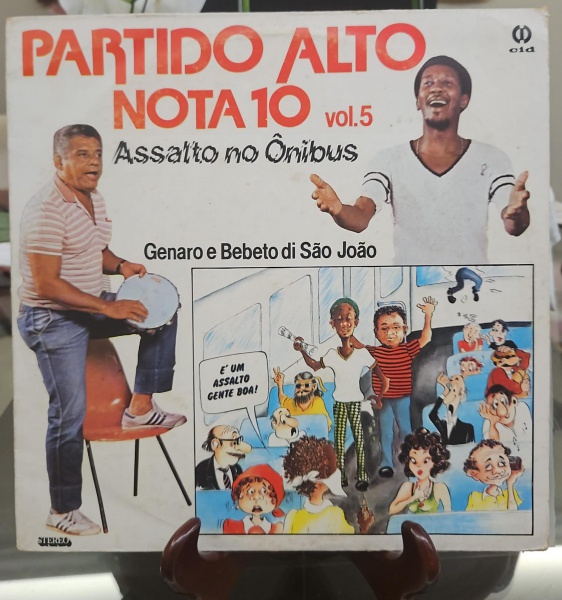 PARTIDO ALTO
cid
NOTA 10 vol.5
Assalto no Ônibus
Genaro e Bebeto di São João
E' UM
ASSALTO
GENTE BOA!
STEREO